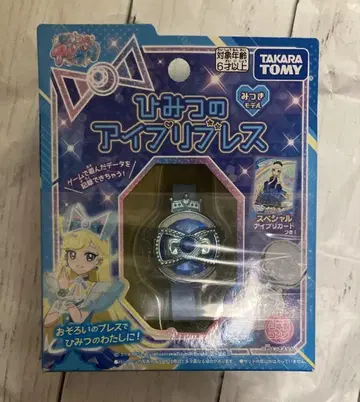 対象年齢
6才以上
TAKARA
TOMY
ひみつの
アイプリブレス
みつき
モデル
ゲームで遊んだデータを
記録できちゃう!
スペシャル
アイプリカード
つき!
おそろいのブレスで
ひみつのわたしに!